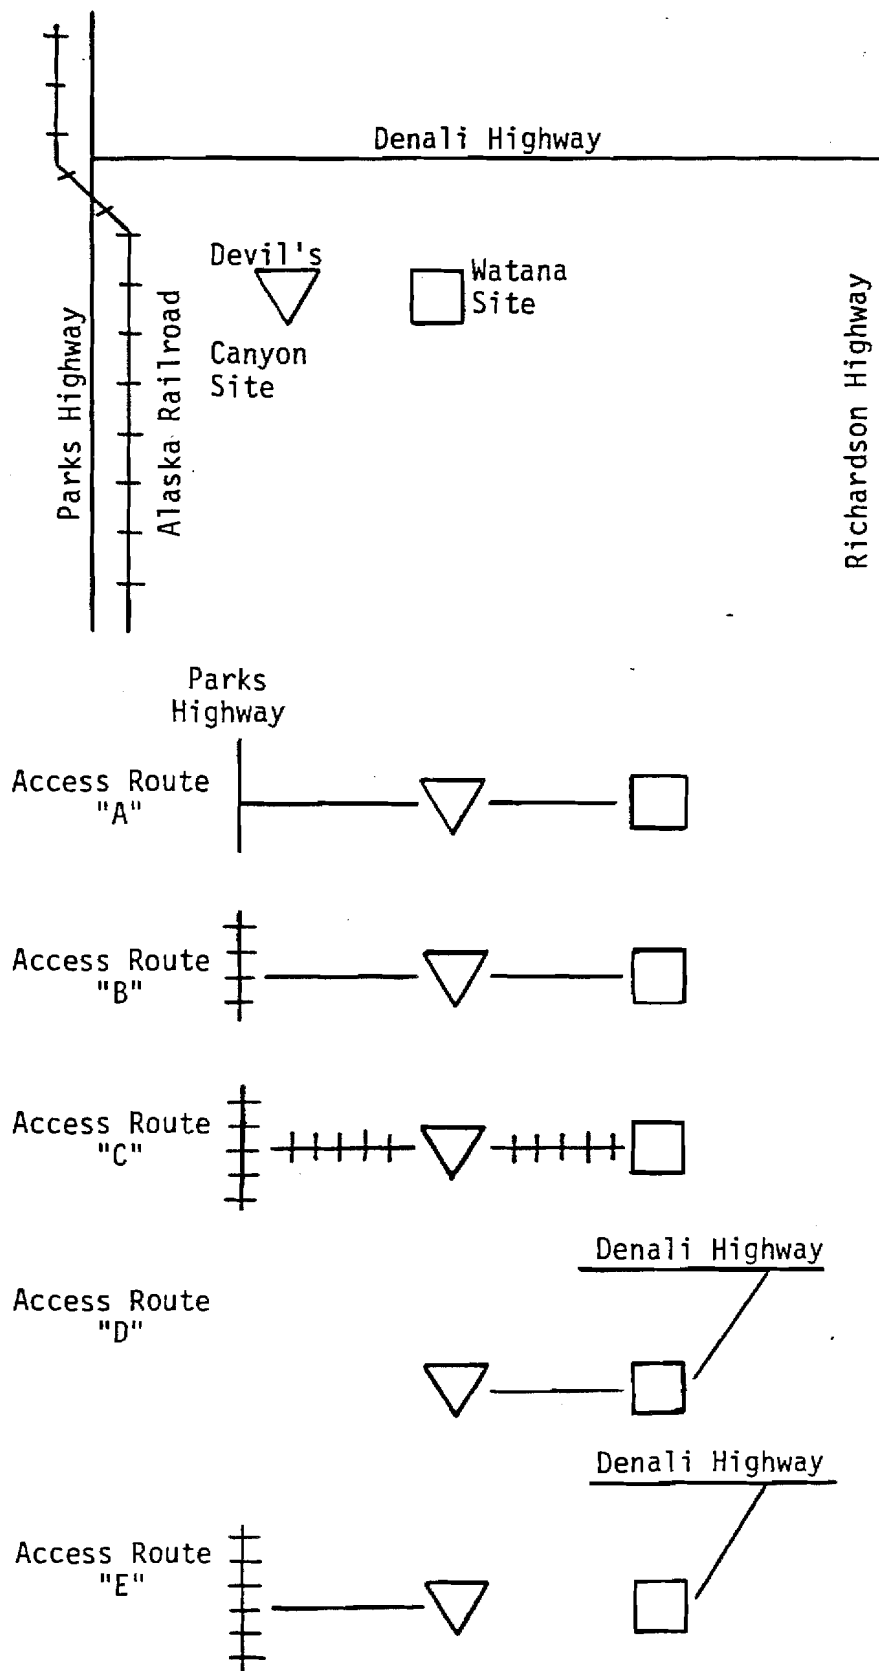 Denali Highway
Devil's
Canyon
Site
Watana
Site
Parks Highway
Alaska Railroad
Richardson Highway
Parks
Highway
Access Route
"A"
Access Route
"B"
Access Route
"C"
Denali Highway
Access Route
"D"
Denali Highway
Access Route
"E"